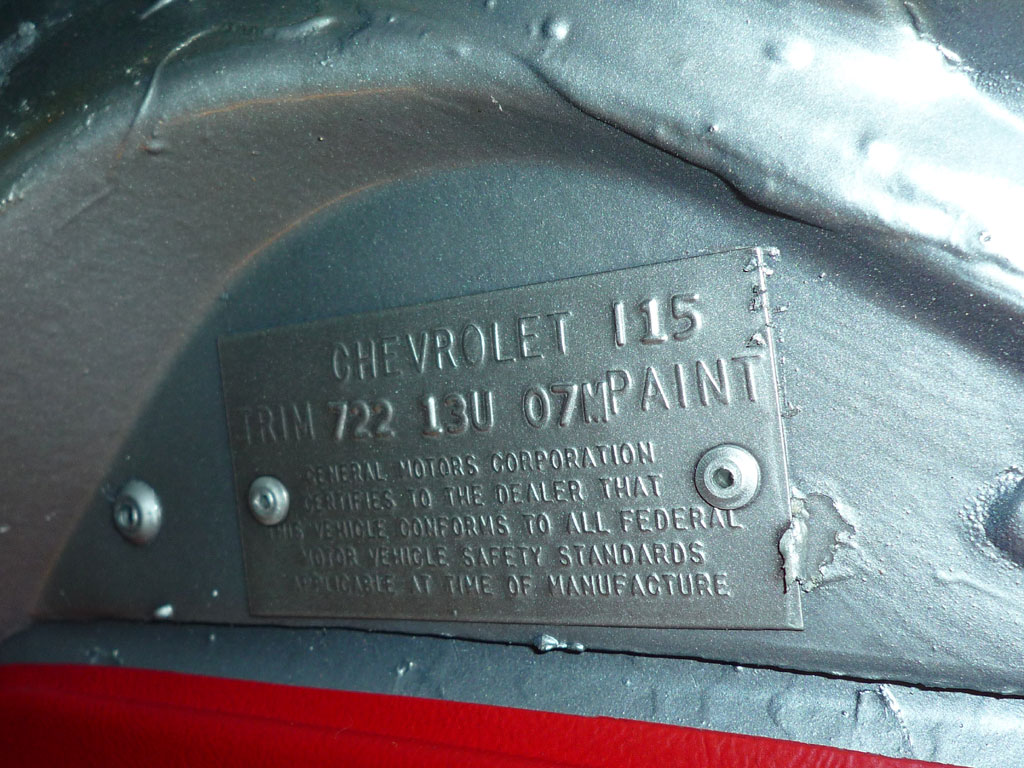 CHEVROLET 115
TRIM 722 13U 07M PAINT
GENERAL MOTORS CORPORATION
CERTIFIES TO THE DEALER THAT
THIS VEHICLE CONFORMS TO ALL FEDERAL
MOTOR VEHICLE SAFETY STANDARDS
APPLICABLE AT TIME OF MANUFACTURE